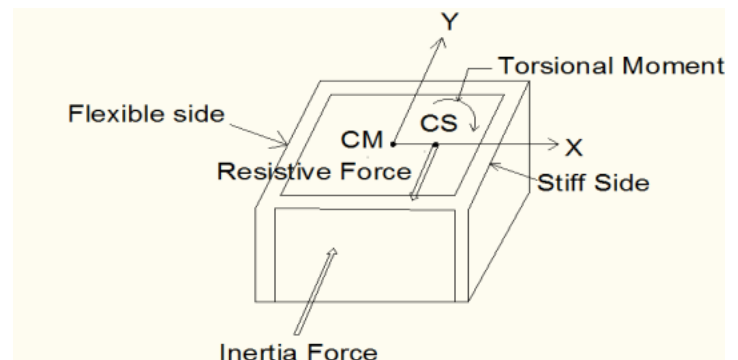 Y
Torsional Moment
Flexible side
CS
CM
X
Resistive Force
Stiff Side
Inertia Force